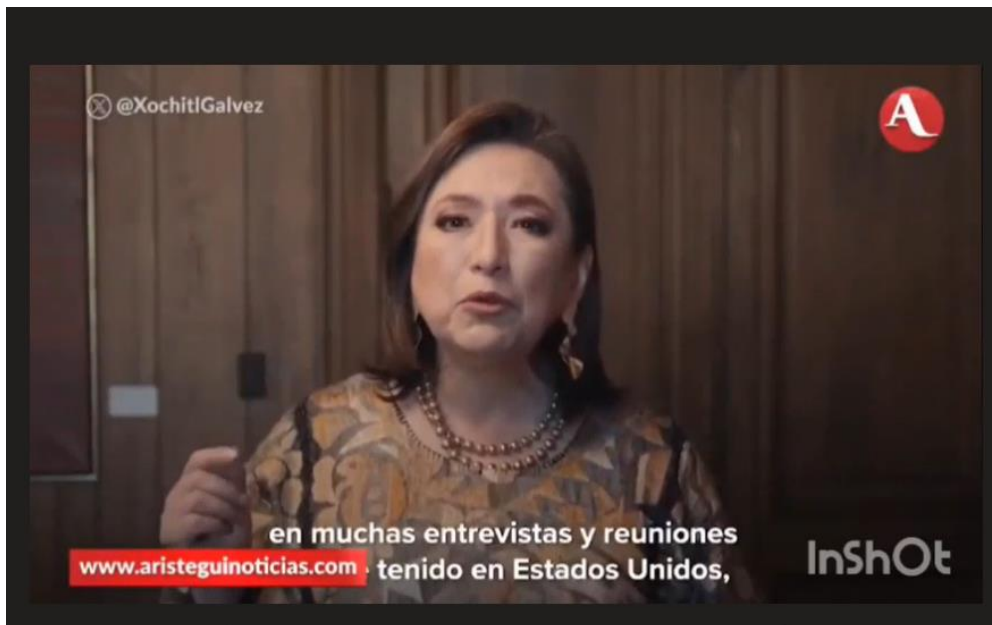 @XochitlGalvez
A
en muchas entrevistas y reuniones
www.aristeguinoticias.com
tenido en Estados Unidos,
InShOt